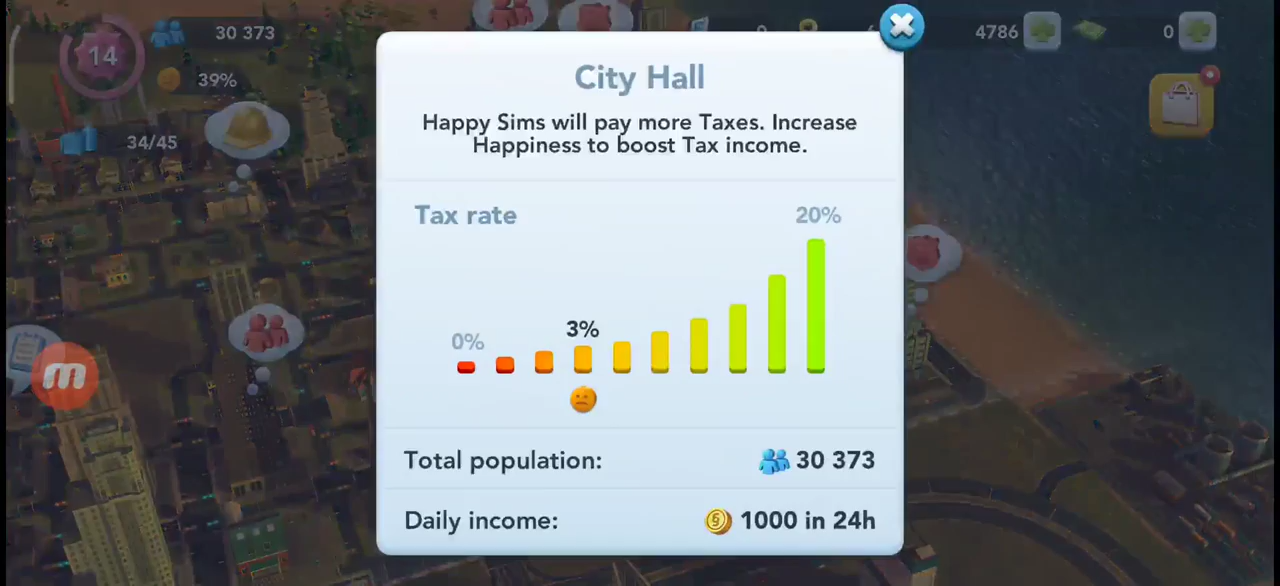 14
30 373
39%
34/45
4786
0
City Hall
Happy Sims will pay more Taxes. Increase
Happiness to boost Tax income.
Tax rate
20%
3%
0%
m
Total population:
30 373
Daily income:
1000 in 24h